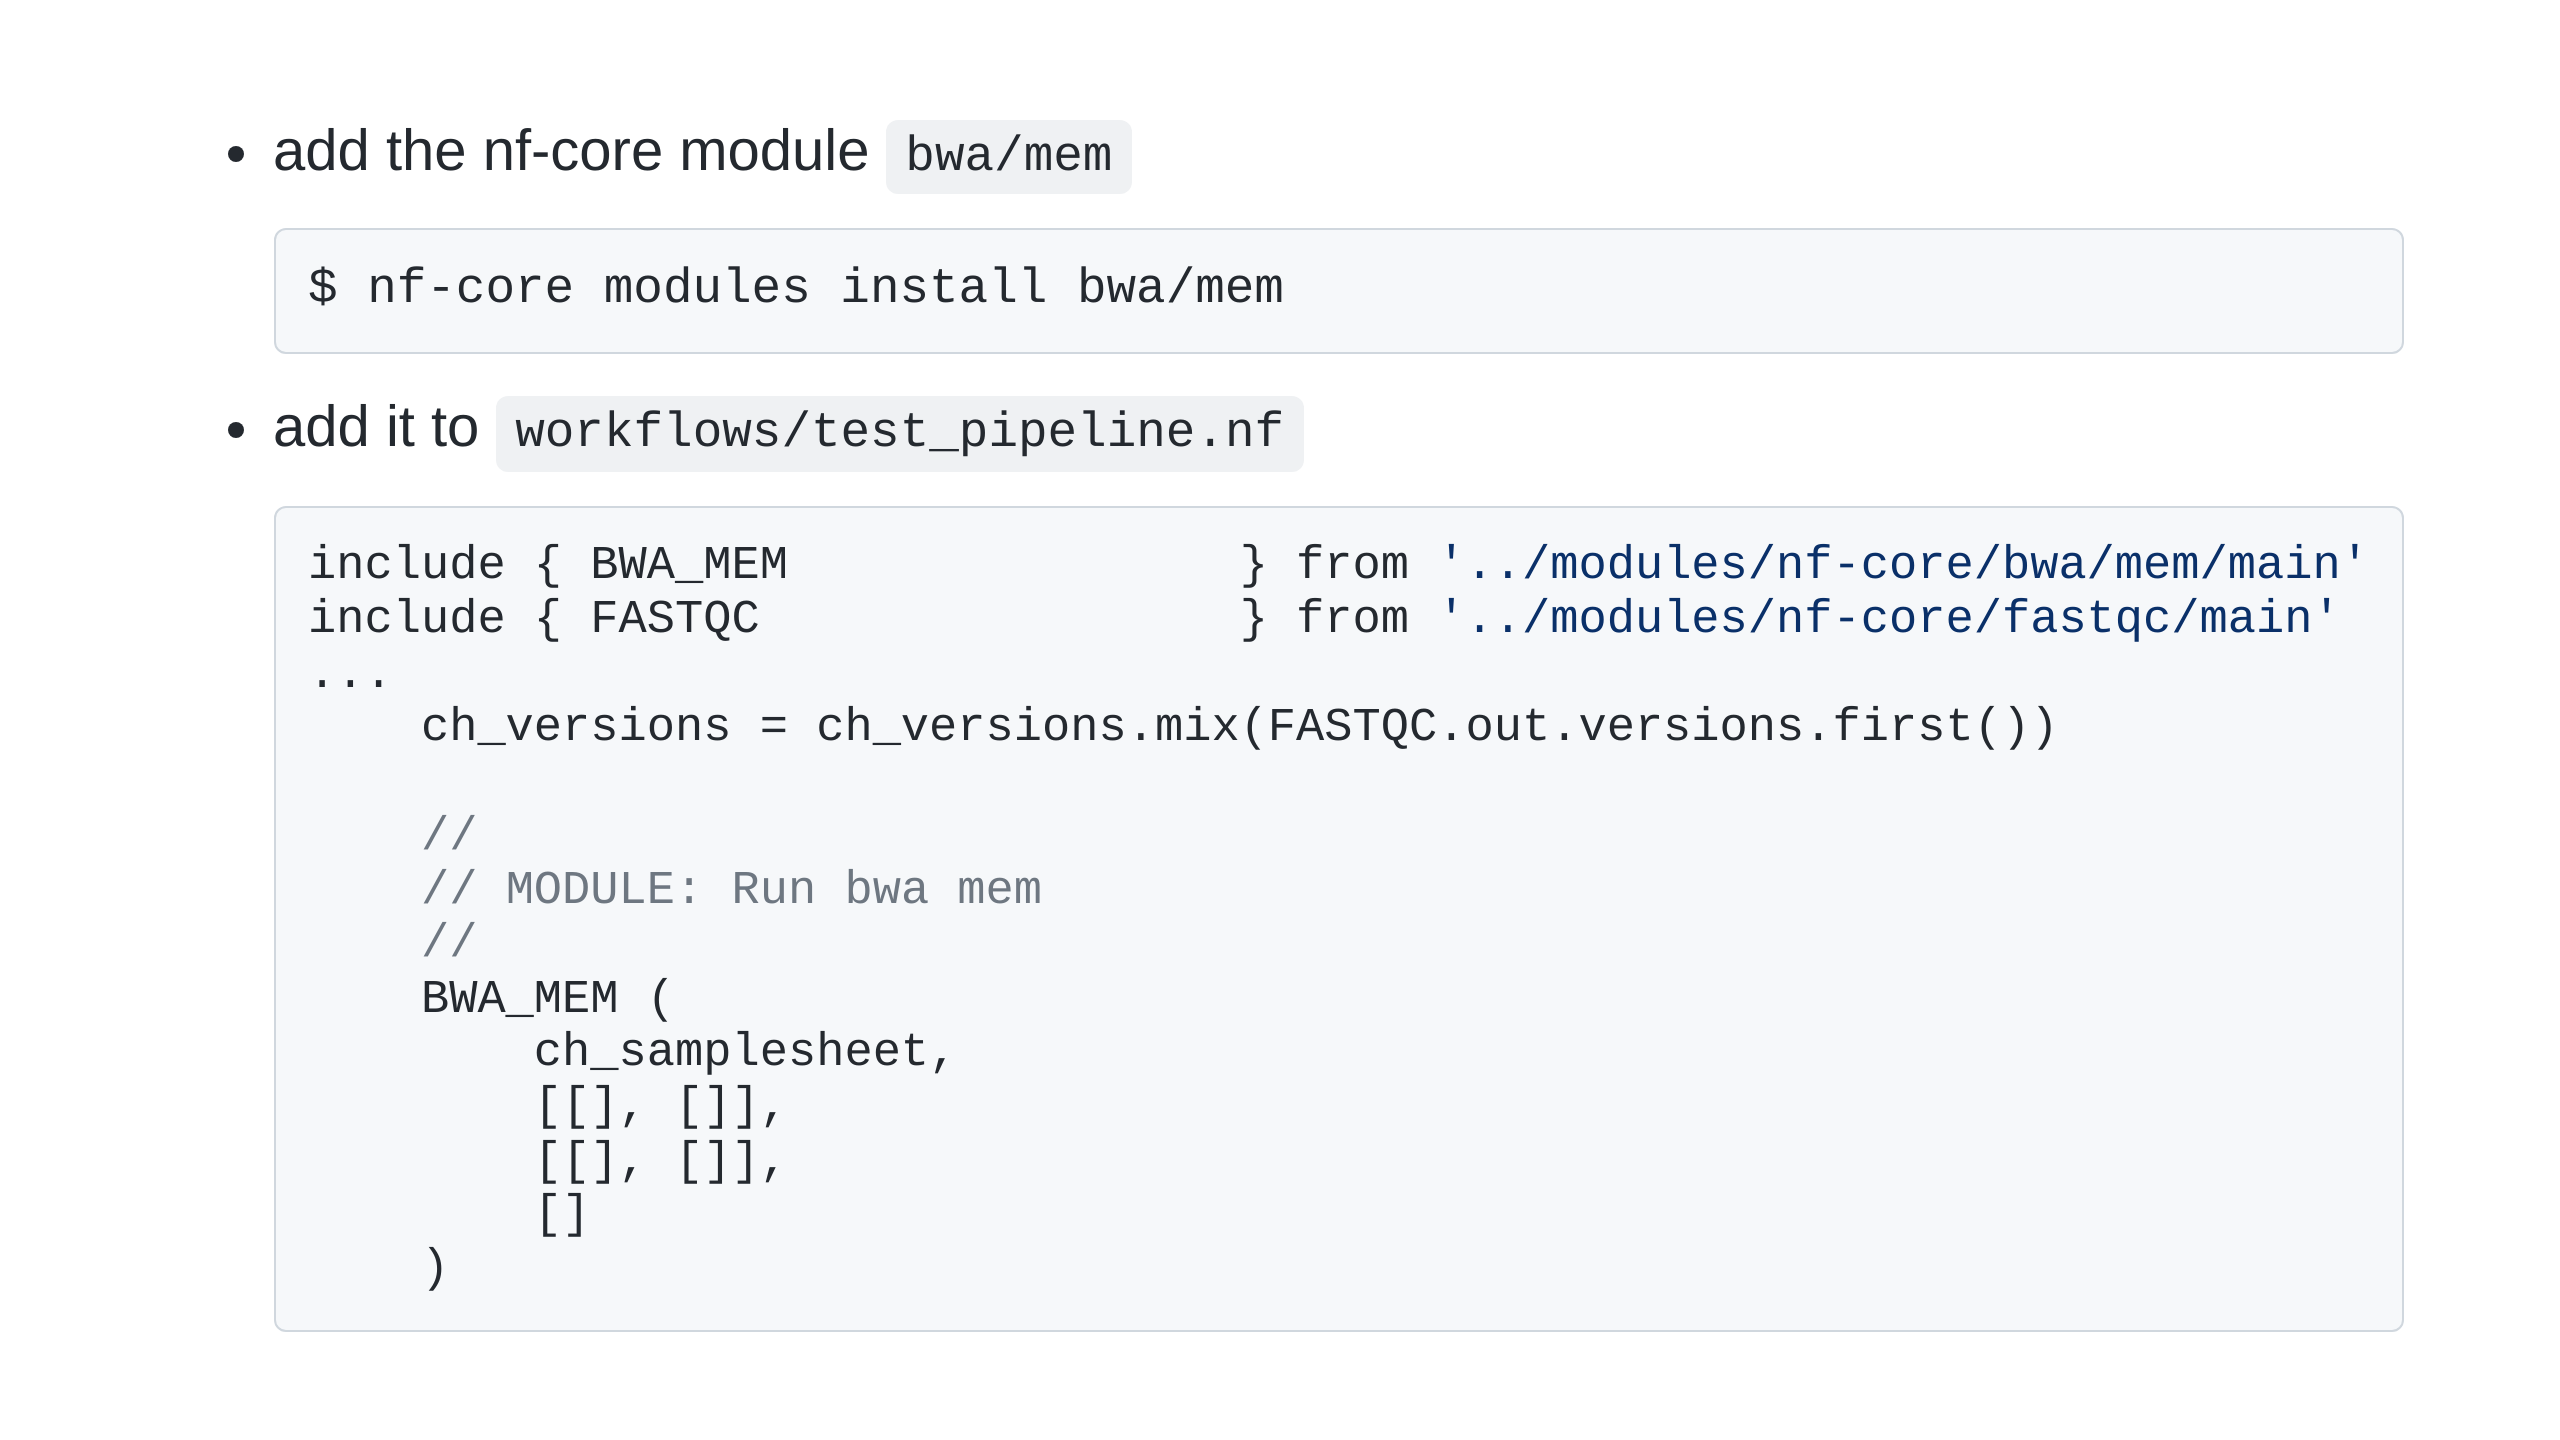 • add the nf-core module bwa/mem
$ nf-core modules install bwa/mem
• add it to workflows/test_pipeline.nf
include { BWA_MEM                } from '../modules/nf-core/bwa/mem/main'
include { FASTQC                 } from '../modules/nf-core/fastqc/main'
...
    ch_versions = ch_versions.mix(FASTQC.out.versions.first())

    //
    // MODULE: Run bwa mem
    //
    BWA_MEM (
        ch_samplesheet,
        [[], []],
        [[], []],
        []
    )